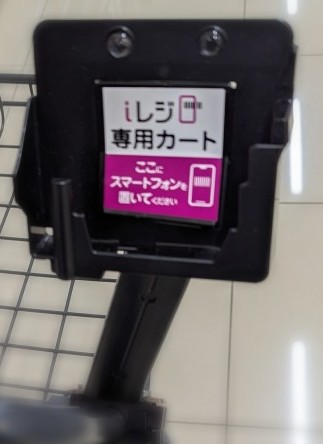 iレジ
専用カート
ここに
スマートフォンを
置いてください